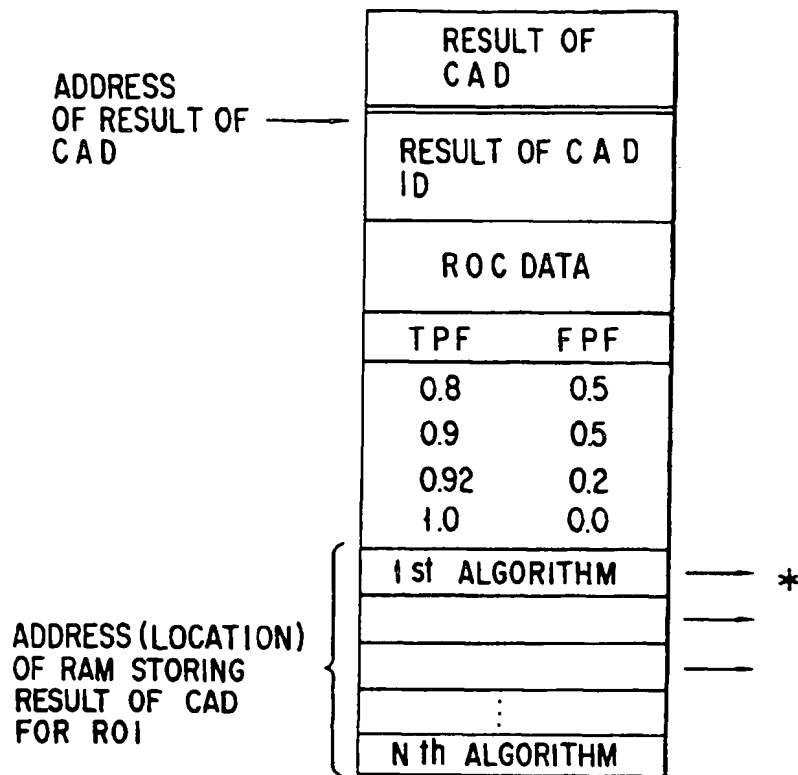 RESULT OF
CAD
ADDRESS
OF RESULT OF
CAD
RESULT OF CAD
ID
ROC DATA
TPF FPF
0.8 0.5
0.9 0.5
0.92 0.2
1.0 0.0
1st ALGORITHM
*
ADDRESS (LOCATION)
OF RAM STORING
RESULT OF CAD
FOR ROI
Nth ALGORITHM